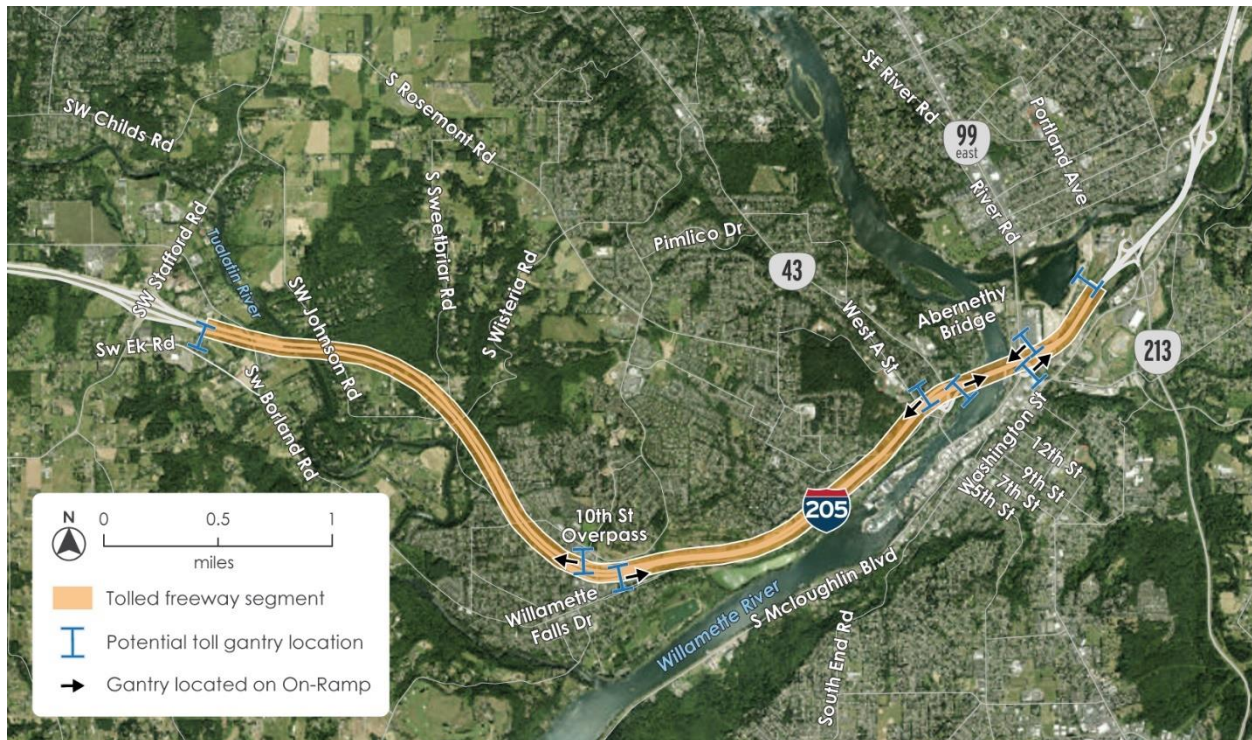 SW Childs Rd
S Rosemont Rd
SE River Rd
Portland Ave
99
east
River Rd
SW Stafford Rd
Tualatin River
S Sweetbriar Rd
S Wisteria Rd
Pimlico Dr
43
Sw Ek Rd
SW Johnson Rd
West A St
Abernethy
Bridge
213
Sw Borland Rd
Washington St
12th St
9th St
7th St
5th St
205
10th St
Overpass
Willamette
Falls Dr
Willamette River
S Mcloughlin Blvd
South End Rd
N
0 0.5 1
miles
Tolled freeway segment
Potential toll gantry location
Gantry located on On-Ramp